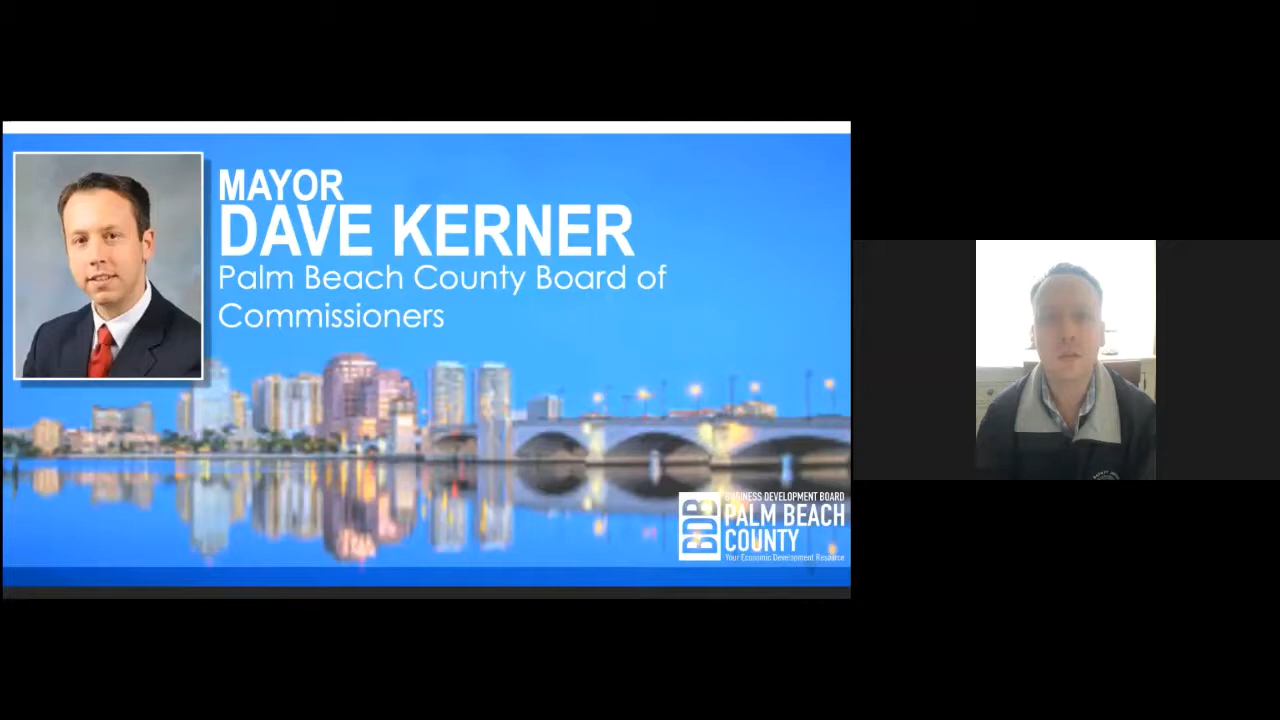 MAYOR
DAVE KERNER
Palm Beach County Board of
Commissioners
BDB
BUSINESS DEVELOPMENT BOARD
PALM BEACH
COUNTY
Your Economic Development Resource